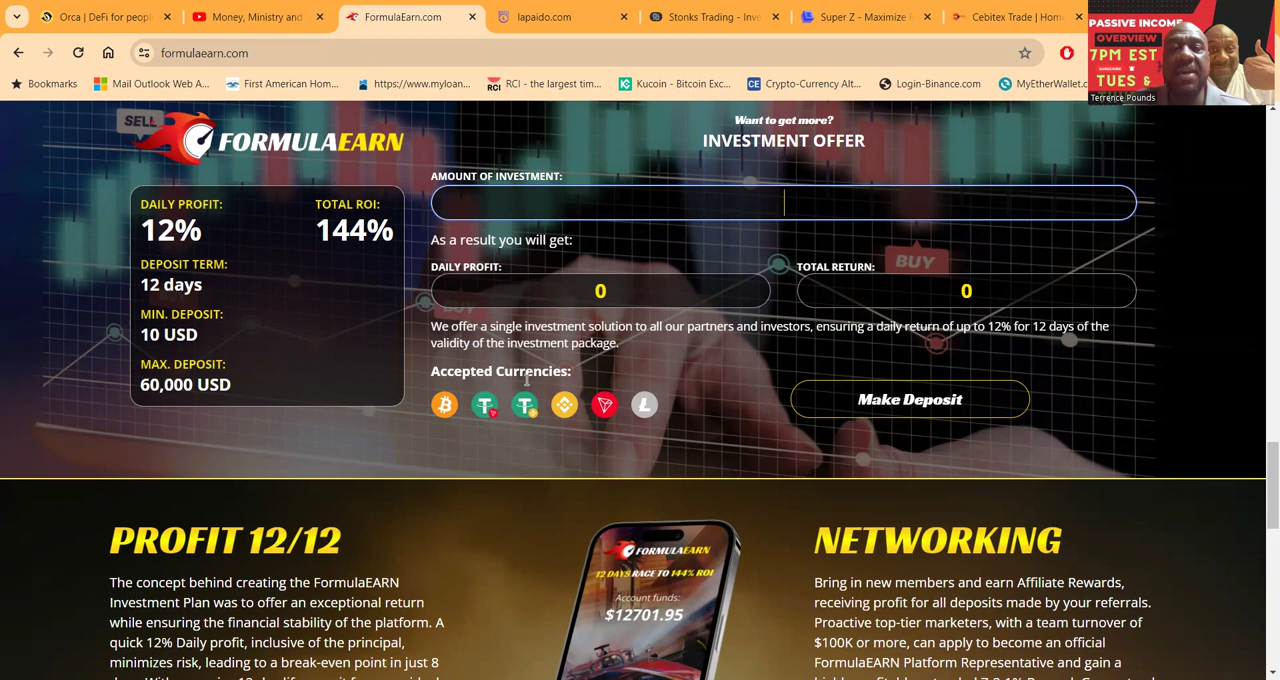 Orca | DeFi for peopl
Money, Ministry and
FormulaEarn.com
lapaido.com
Stonks Trading - Inve
Super Z - Maximize
Cebitex Trade | Hom
formulaearn.com
Bookmarks
Mail Outlook Web A...
First American Hom...
https://www.myloan...
RCI
RCI - the largest tim...
Kucoin - Bitcoin Exc...
CE
Crypto-Currency Alt...
Login-Binance.com
MyEtherWallet.c
PASSIVE INCOME
OVERVIEW
7PM EST
TUES &
Terrence Pounds
SELL
FORMULAEARN
Want to get more?
INVESTMENT OFFER
DAILY PROFIT:
12%
TOTAL ROI:
144%
DEPOSIT TERM:
12 days
MIN. DEPOSIT:
10 USD
MAX. DEPOSIT:
60,000 USD
AMOUNT OF INVESTMENT:
As a result you will get:
BUY
BUY
DAILY PROFIT:
0
TOTAL RETURN:
0
We offer a single investment solution to all our partners and investors, ensuring a daily return of up to 12% for 12 days of the
validity of the investment package.
Accepted Currencies:
Make Deposit
PROFIT 12/12
The concept behind creating the FormulaEARN
Investment Plan was to offer an exceptional return
while ensuring the financial stability of the platform. A
quick 12% Daily profit, inclusive of the principal,
minimizes risk, leading to a break-even point in just 8
FORMULAEARN
12 DAYS RACE TO 144% ROI
Account funds:
$12701.95
NETWORKING
Bring in new members and earn Affiliate Rewards,
receiving profit for all deposits made by your referrals.
Proactive top-tier marketers, with a team turnover of
$100K or more, can apply to become an official
FormulaEARN Platform Representative and gain a